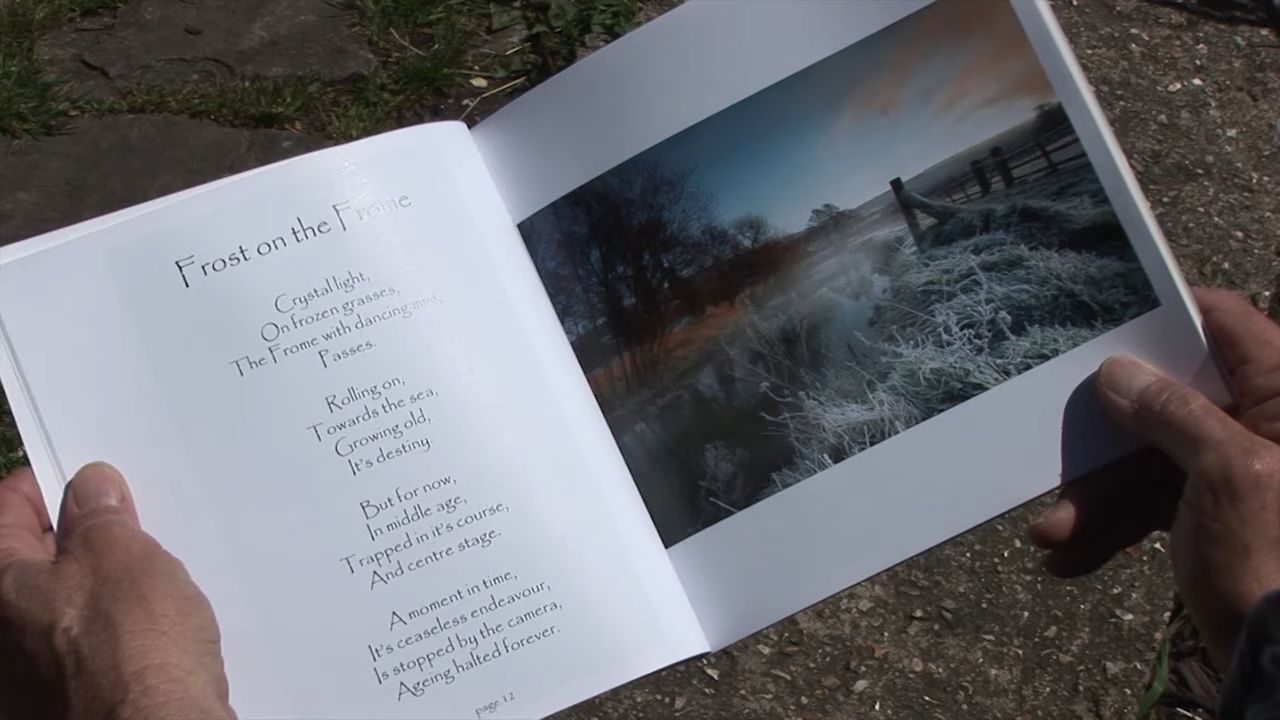 Frost on the Frome
Crystal light,
On frozen grasses,
The Frome with dancing mist,
Passes.
Rolling on,
Towards the sea,
Growing old,
It's destiny.
But for now,
In middle age,
Trapped in it's course,
And centre stage.
A moment in time,
It's ceaseless endeavour,
Is stopped by the camera,
Ageing halted forever.
page 12